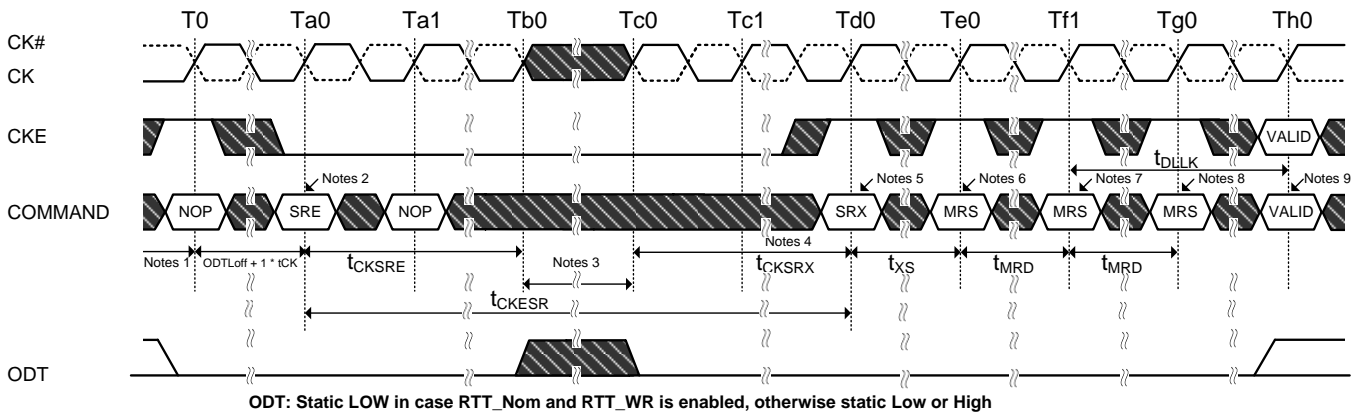 T0 Ta0 Ta1 Tb0 Tc0 Tc1 Td0 Te0 Tf1 Tg0 Th0
CK#
CK
CKE
VALID
tDLLK
Notes 2 Notes 5 Notes 6 Notes 7 Notes 8 Notes 9
COMMAND
NOP SRE NOP SRX MRS MRS MRS VALID
Notes 1 ODTLoff + 1 * tCK tCKSRE Notes 3 Notes 4 tCKSRX tXS tMRD tMRD
tCKESR
ODT
ODT: Static LOW in case RTT_Nom and RTT_WR is enabled, otherwise static Low or High